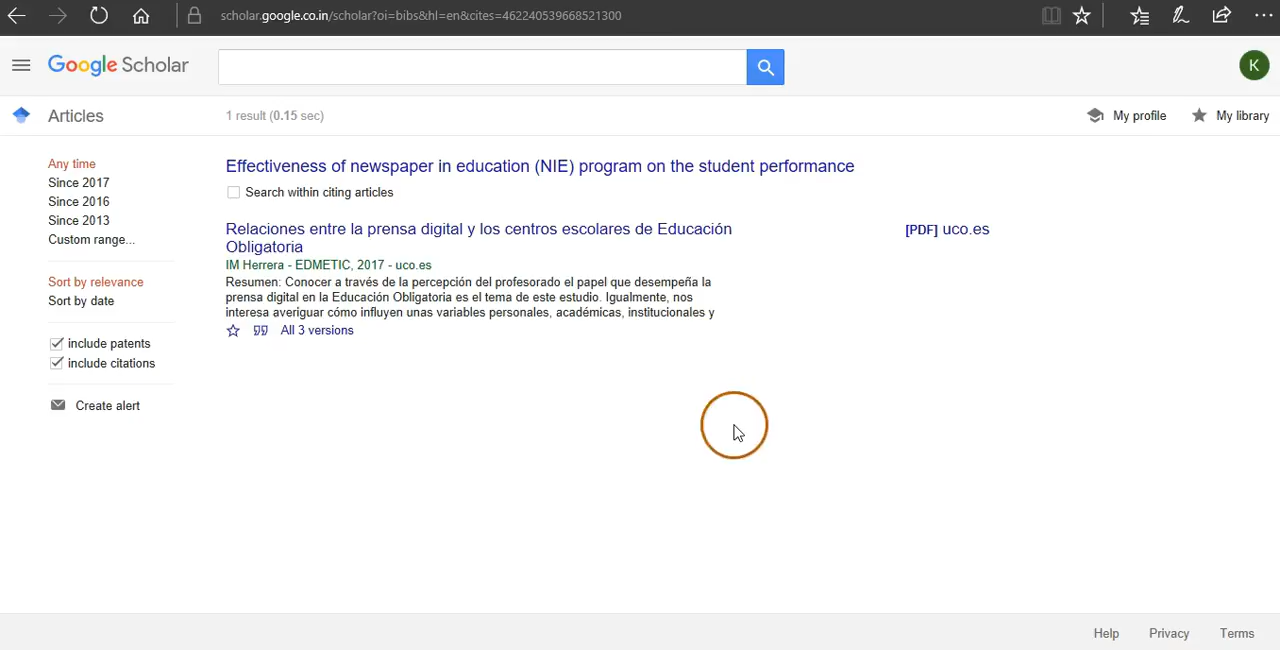 scholar.google.co.in/scholar?oi=bibs&hl=en&cites=462240539668521300
Google Scholar
K
Articles
1 result (0.15 sec)
My profile
My library
Any time
Since 2017
Since 2016
Since 2013
Custom range...
Sort by relevance
Sort by date
include patents
include citations
Create alert
Effectiveness of newspaper in education (NIE) program on the student performance
Search within citing articles
Relaciones entre la prensa digital y los centros escolares de Educación
Obligatoria
IM Herrera - EDMETIC, 2017 - uco.es
Resumen: Conocer a través de la percepción del profesorado el papel que desempeña la
prensa digital en la Educación Obligatoria es el tema de este estudio. Igualmente, nos
interesa averiguar cómo influyen unas variables personales, académicas, institucionales y
All 3 versions
[PDF] uco.es
Help
Privacy
Terms